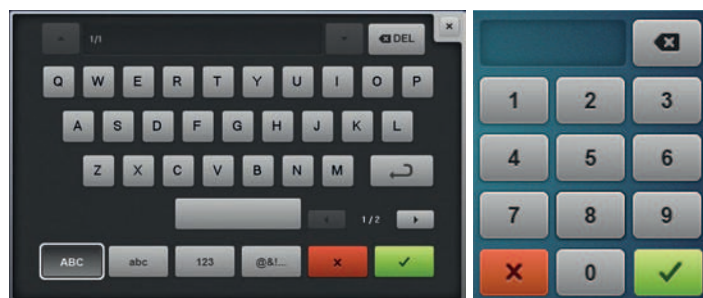 1/1 DEL
Q W E R T Y U I O P
A S D F G H J K L
Z X C V B N M
1/2
ABC abc 123 @&!...
1 2 3
4 5 6
7 8 9
0